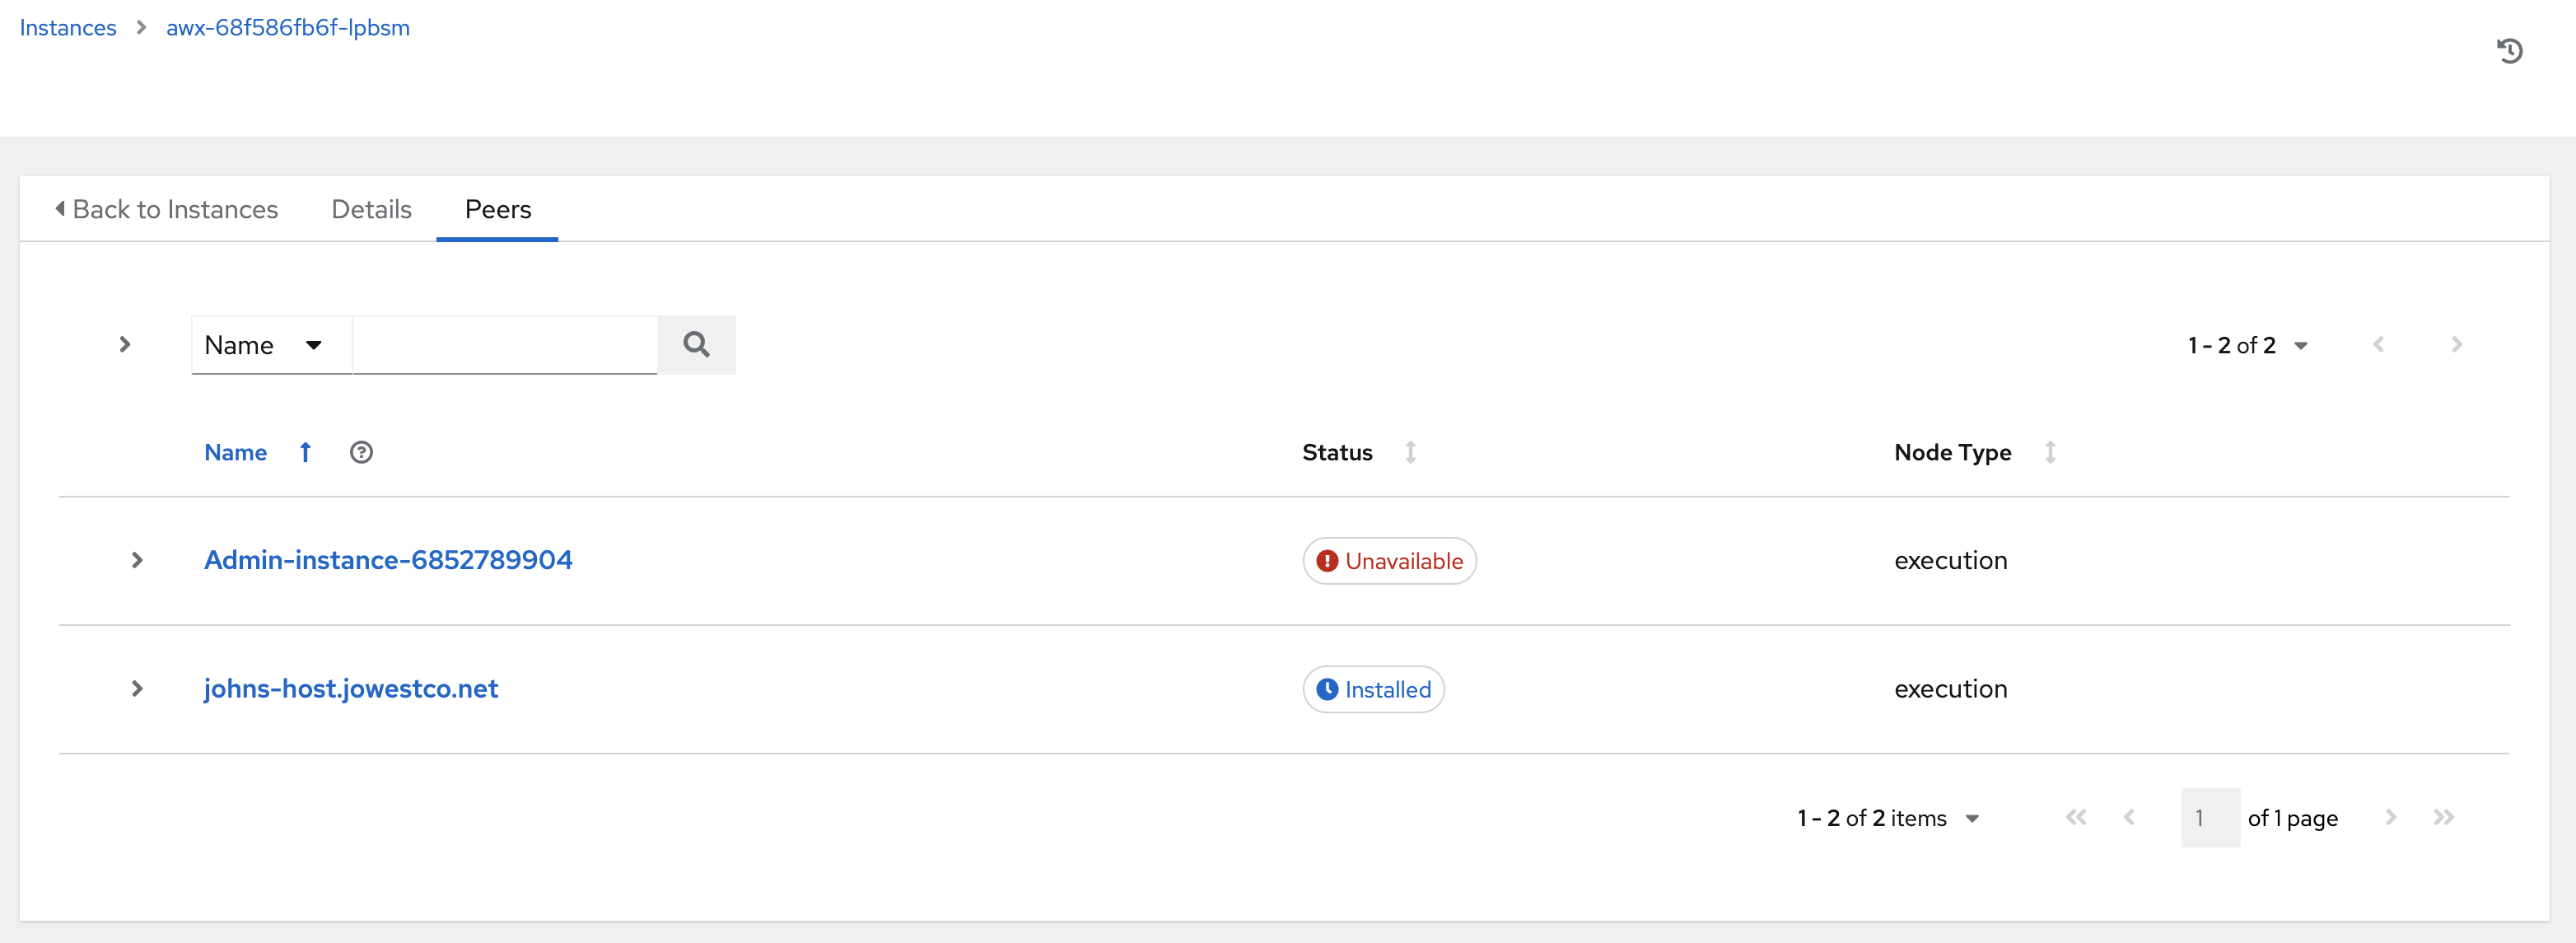 Instances awx-68f586fb6f-lpbsm
Back to Instances Details Peers
Name 1 - 2 of 2
Name Status Node Type
Admin-instance-6852789904 Unavailable execution
johns-host.jowestco.net Installed execution
1 - 2 of 2 items 1 of 1 page